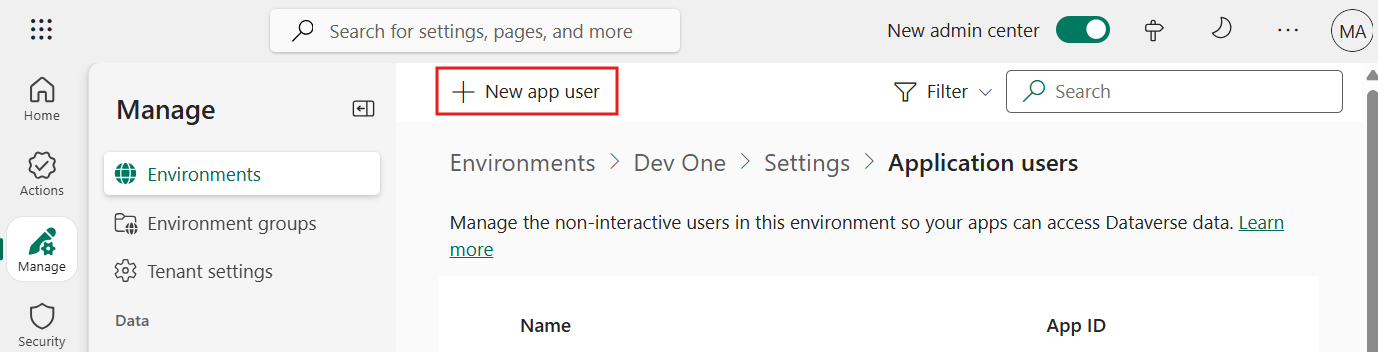 Search for settings, pages, and more
New admin center
MA
Home
Actions
Manage
Security
Manage
Environments
Environment groups
Tenant settings
Data
New app user
Filter
Search
Environments > Dev One > Settings > Application users
Manage the non-interactive users in this environment so your apps can access Dataverse data. Learn
more
Name
App ID